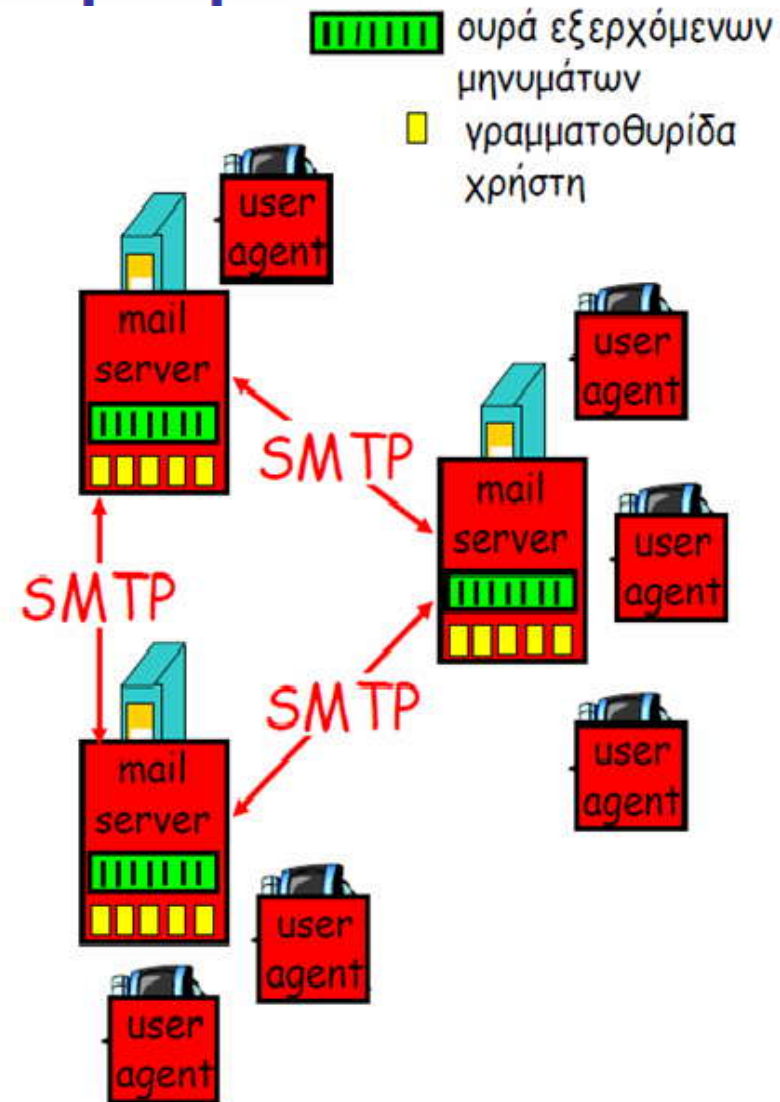 ουρά εξερχόμενων
μηνυμάτων
γραμματοθυρίδα
χρήστη
user
agent
mail
server
user
agent
SMTP
mail
server
user
agent
SMTP
SMTP
user
agent
mail
server
user
agent
user
agent